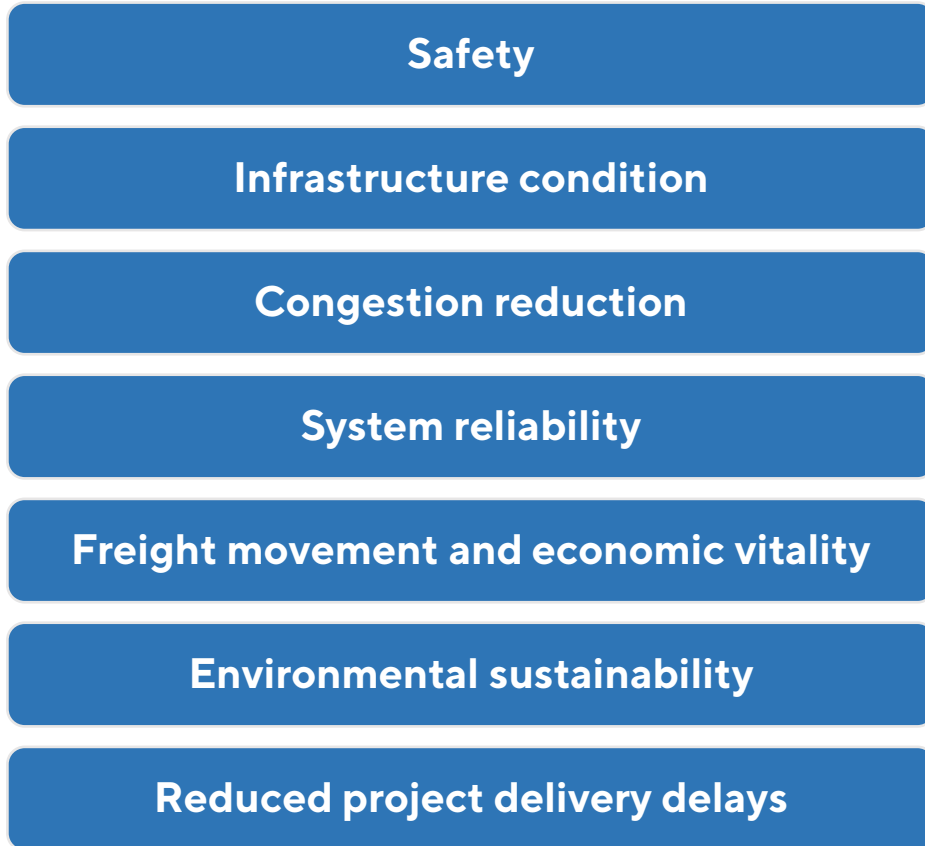 Safety
Infrastructure condition
Congestion reduction
System reliability
Freight movement and economic vitality
Environmental sustainability
Reduced project delivery delays